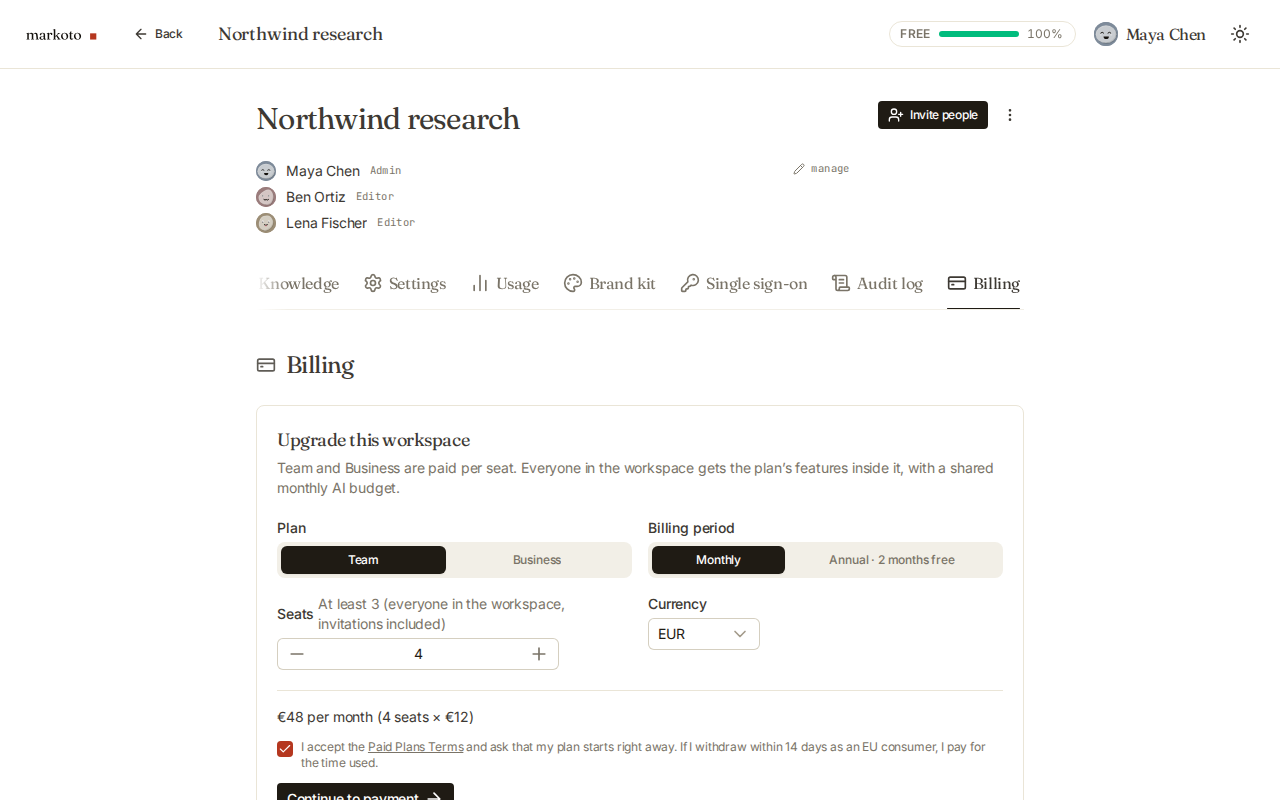 markoto
Back
Northwind research
FREE
100%
Maya Chen
Northwind research
Invite people
Maya Chen Admin
manage
Ben Ortiz Editor
Lena Fischer Editor
Knowledge
Settings
Usage
Brand kit
Single sign-on
Audit log
Billing
Billing
Upgrade this workspace
Team and Business are paid per seat. Everyone in the workspace gets the plan’s features inside it, with a shared
monthly AI budget.
Plan
Team
Business
Billing period
Monthly
Annual · 2 months free
Seats
At least 3 (everyone in the workspace,
invitations included)
4
Currency
EUR
€48 per month (4 seats × €12)
I accept the Paid Plans Terms and ask that my plan starts right away. If I withdraw within 14 days as an EU consumer, I pay for
the time used.
Continue to payment